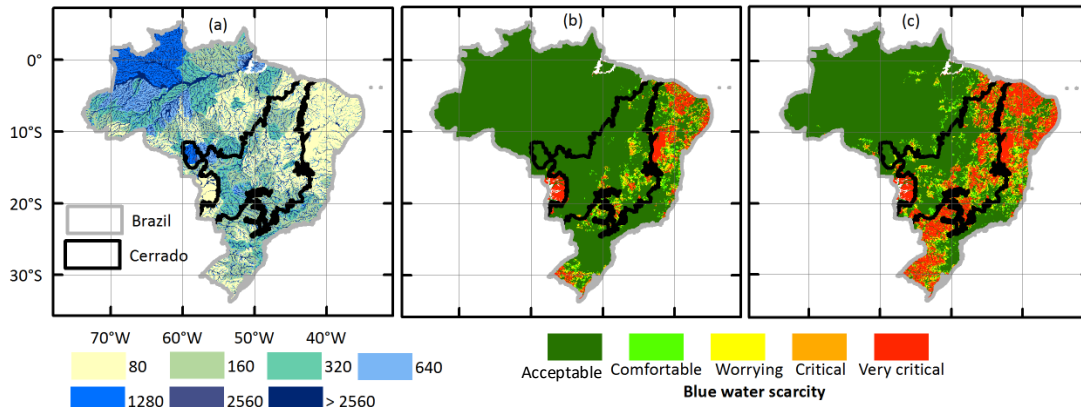 (a) (b) (c)
0°
10°S
20°S
30°S
Brazil
Cerrado
70°W 60°W 50°W 40°W
80 160 320 640
1280 2560 > 2560
Acceptable Comfortable Worrying Critical Very critical
Blue water scarcity